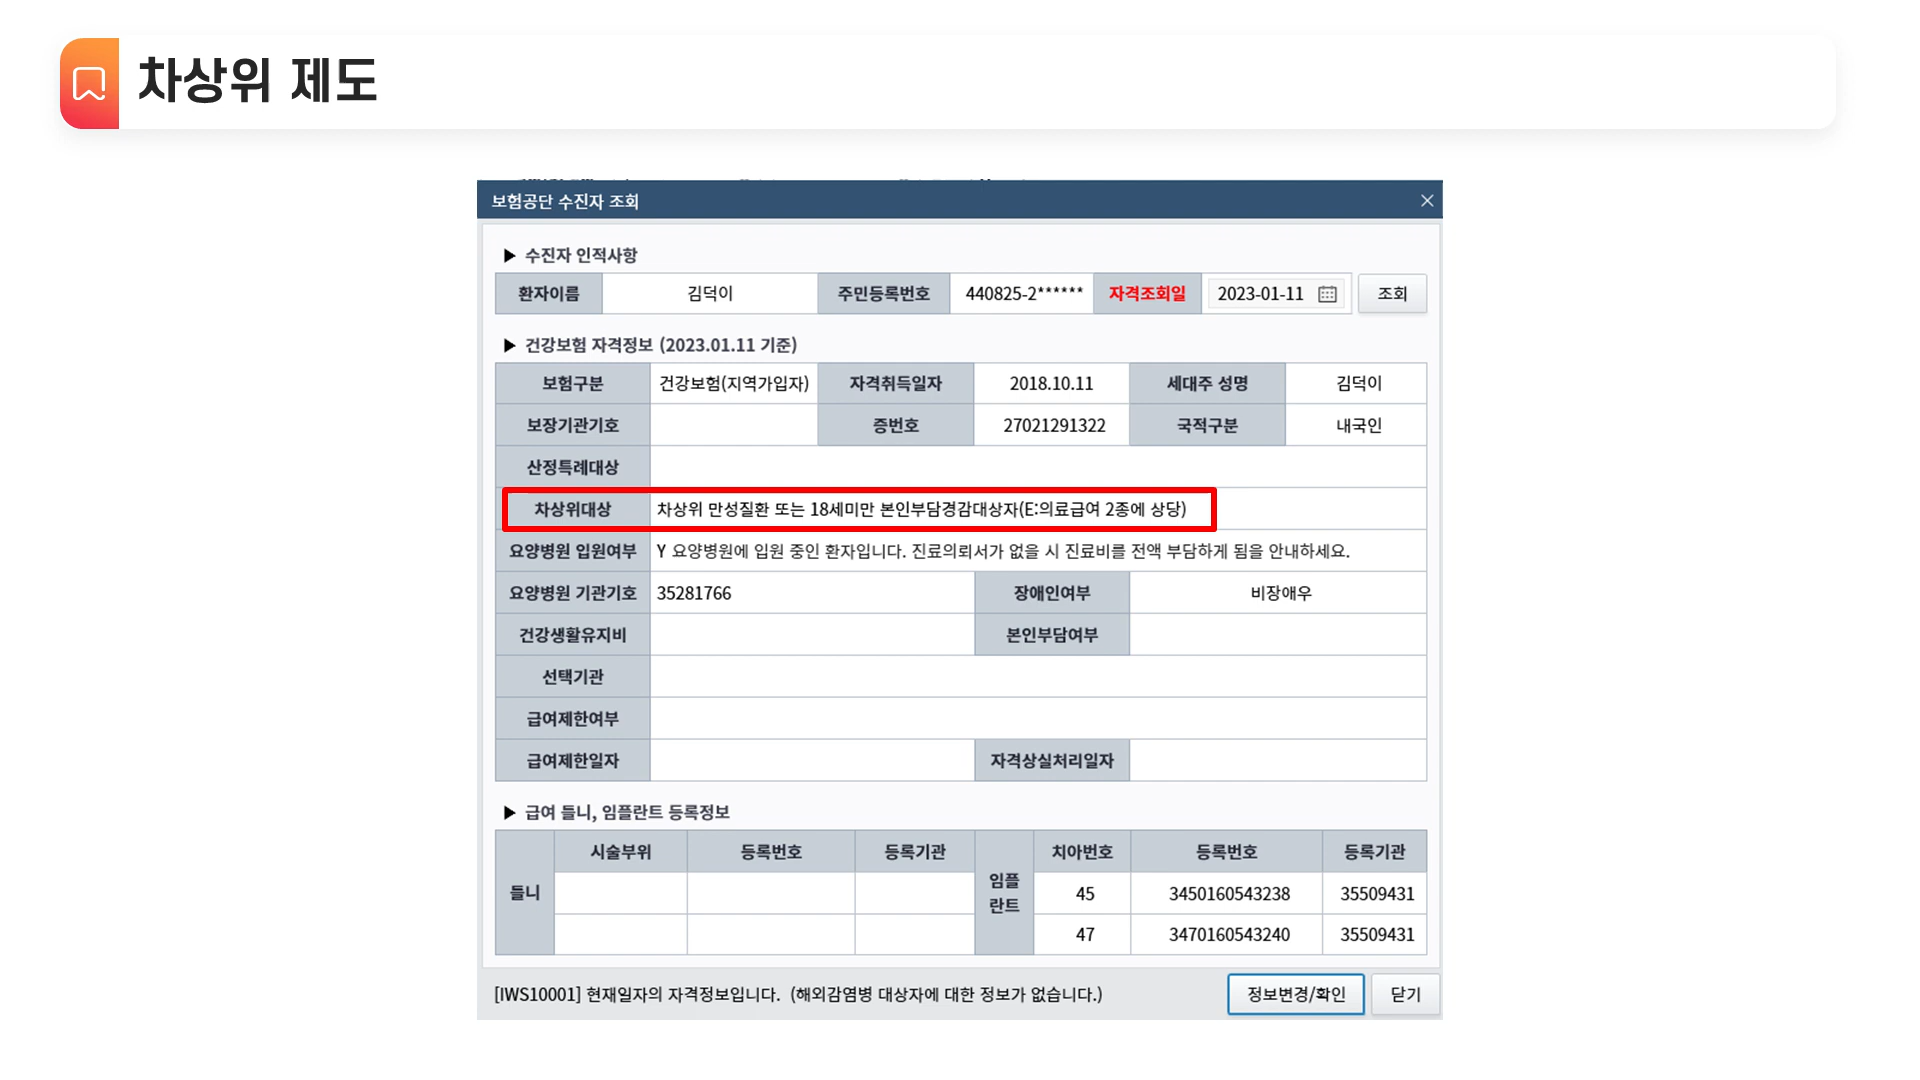 차상위 제도
보험공단 수진자 조회
▶ 수진자 인적사항
환자이름 김덕이 주민등록번호 440825-2****** 자격조회일 2023-01-11 조회
▶ 건강보험 자격정보 (2023.01.11 기준)
보험구분 건강보험(지역가입자) 자격취득일자 2018.10.11 세대주 성명 김덕이
보장기관기호 증번호 27021291322 국적구분 내국인
산정특례대상
차상위대상 차상위 만성질환 또는 18세미만 본인부담경감대상자(E:의료급여 2종에 상당)
요양병원 입원여부 Y 요양병원에 입원 중인 환자입니다. 진료의뢰서가 없을 시 진료비를 전액 부담하게 됨을 안내하세요.
요양병원 기관기호 35281766 장애인여부 비장애우
건강생활유지비 본인부담여부
선택기관
급여제한여부
급여제한일자 자격상실처리일자
▶ 급여 틀니, 임플란트 등록정보
시술부위 등록번호 등록기관 치아번호 등록번호 등록기관
틀니 임플란트 45 3450160543238 35509431
47 3470160543240 35509431
[IWS10001] 현재일자의 자격정보입니다. (해외감염병 대상자에 대한 정보가 없습니다.) 정보변경/확인 닫기